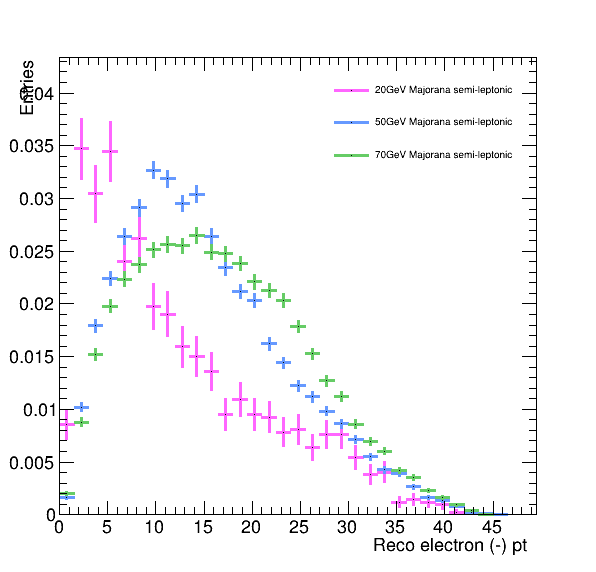 Entries
0.04
0.035
0.03
0.025
0.02
0.015
0.01
0.005
0
20GeV Majorana semi-leptonic
50GeV Majorana semi-leptonic
70GeV Majorana semi-leptonic
0 5 10 15 20 25 30 35 40 45
Reco electron (-) pt